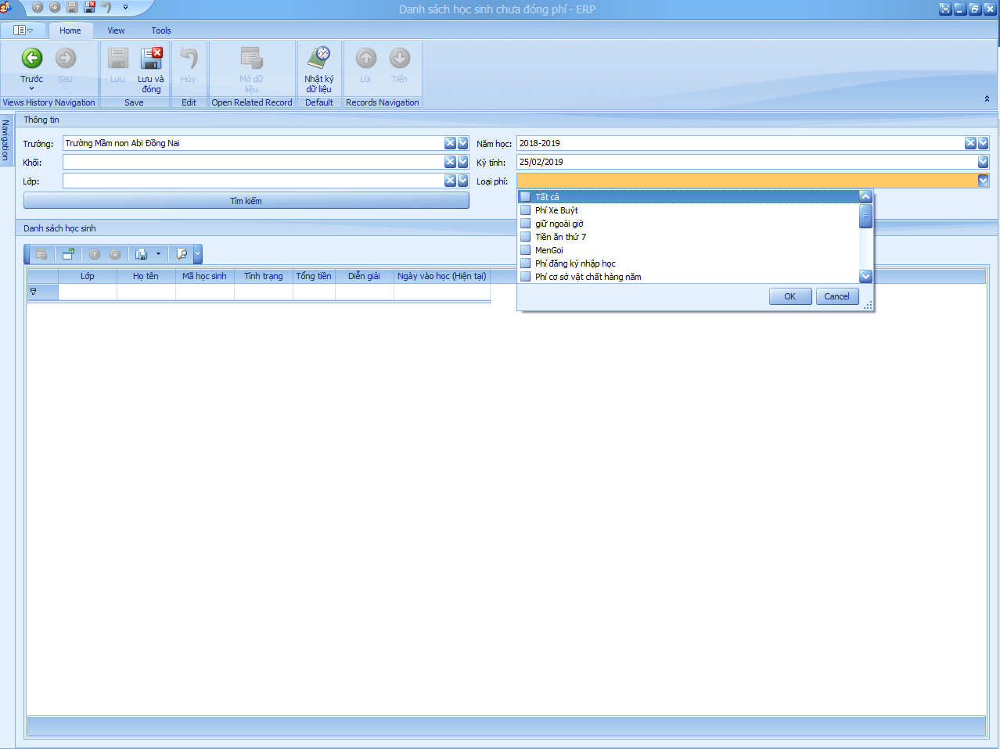 Danh sách học sinh chưa đóng phí - ERP
Home View Tools
Trước Sau Lưu Lưu và đóng Hủy Mở dữ liệu Nhật ký dữ liệu Lùi Tiến
Views History Navigation Save Edit Open Related Record Default Records Navigation
Navigation
Thông tin
Trường: Trường Mầm non Abi Đồng Nai Năm học: 2018-2019
Khối: Kỳ tính: 25/02/2019
Lớp: Loại phí:
Tìm kiếm
Tất cả
Phí Xe Buýt
giữ ngoài giờ
Tiền ăn thứ 7
MenGoi
Phí đăng ký nhập học
Phí cơ sở vật chất hàng năm
OK Cancel
Danh sách học sinh
Lớp Họ tên Mã học sinh Tình trạng Tổng tiền Diễn giải Ngày vào học (Hiện tại)